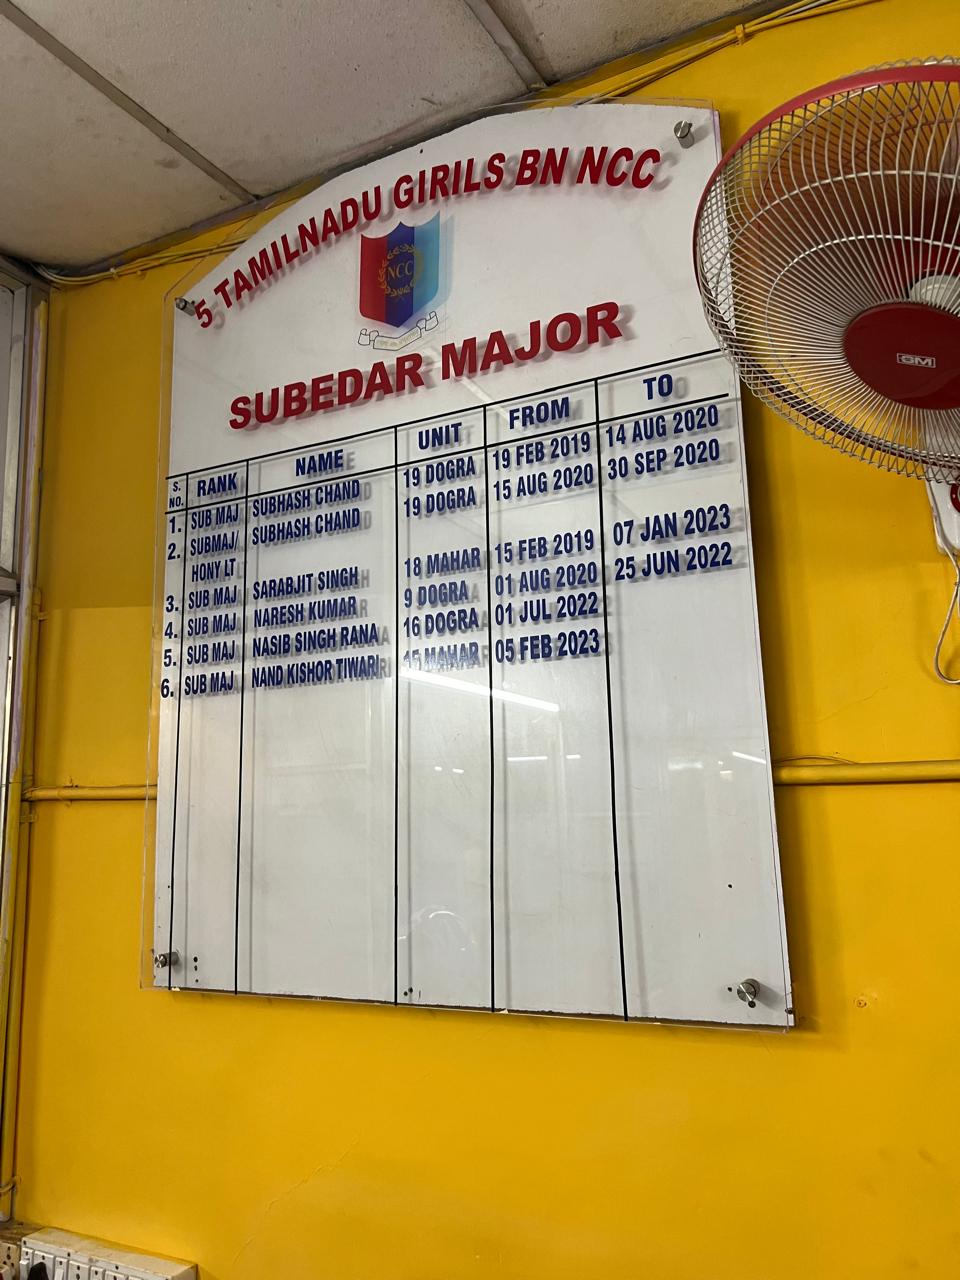 5 TAMILNADU GIRILS BN NCC
NCC
SUBEDAR MAJOR
S. NO. RANK NAME UNIT FROM TO
1. SUB MAJ SUBHASH CHAND 19 DOGRA 19 FEB 2019 14 AUG 2020
2. SUBMAJ/ SUBHASH CHAND 19 DOGRA 15 AUG 2020 30 SEP 2020
HONY LT
3. SUB MAJ SARABJIT SINGH 18 MAHAR 15 FEB 2019 07 JAN 2023
4. SUB MAJ NARESH KUMAR 9 DOGRA 01 AUG 2020 25 JUN 2022
5. SUB MAJ NASIB SINGH RANA 16 DOGRA 01 JUL 2022
6. SUB MAJ NAND KISHOR TIWARI 15 MAHAR 05 FEB 2023
GM